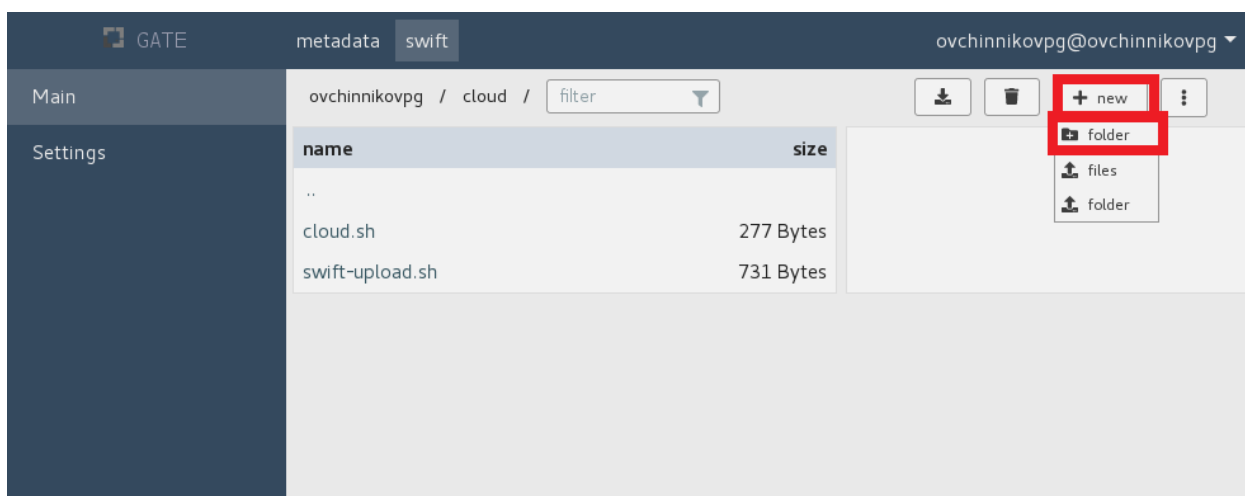 GATE metadata swift ovchinnikovpg@ovchinnikovpg
Main ovchinnikovpg / cloud / filter + new
folder
Settings name size files
.. folder
cloud.sh 277 Bytes
swift-upload.sh 731 Bytes